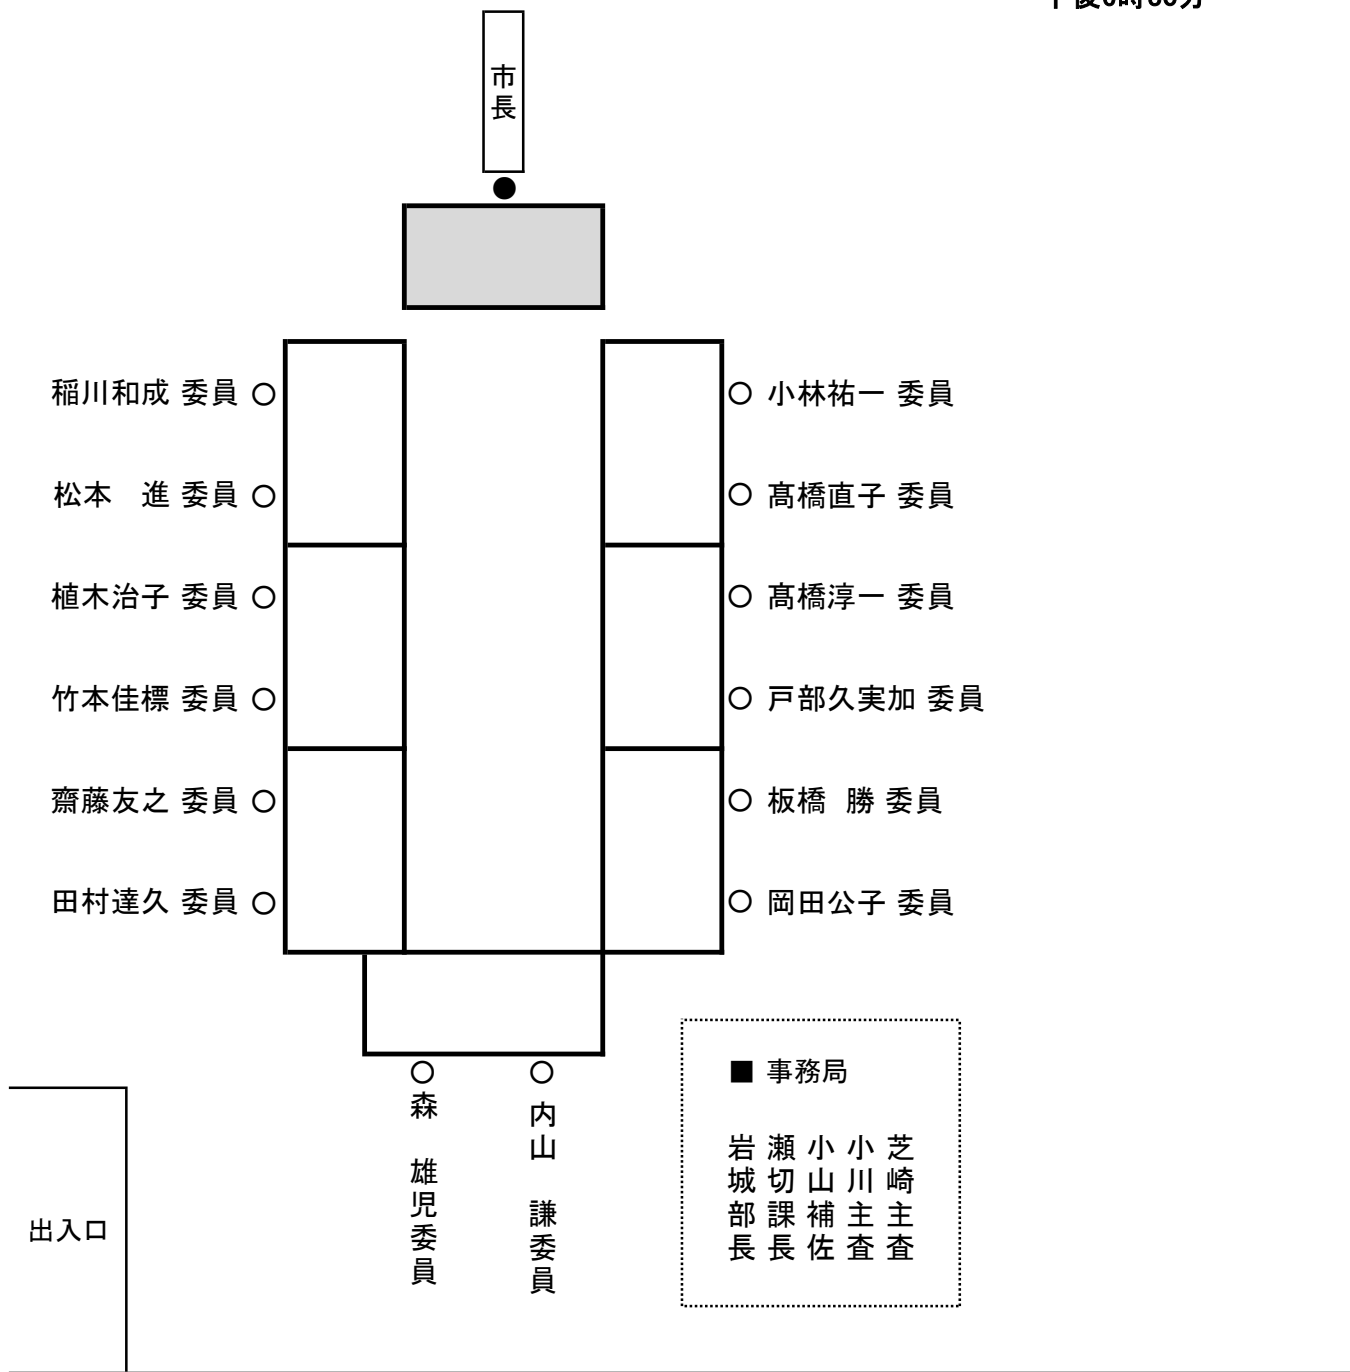 市長
稲川和成 委員
小林祐一 委員
松本　進 委員
髙橋直子 委員
植木治子 委員
髙橋淳一 委員
竹本佳標 委員
戸部久実加 委員
齋藤友之 委員
板橋 勝 委員
田村達久 委員
岡田公子 委員
森　雄児委員
内山　謙委員
■ 事務局
岩城部長
瀬切課長
小山補佐
小川主査
芝崎主査
出入口